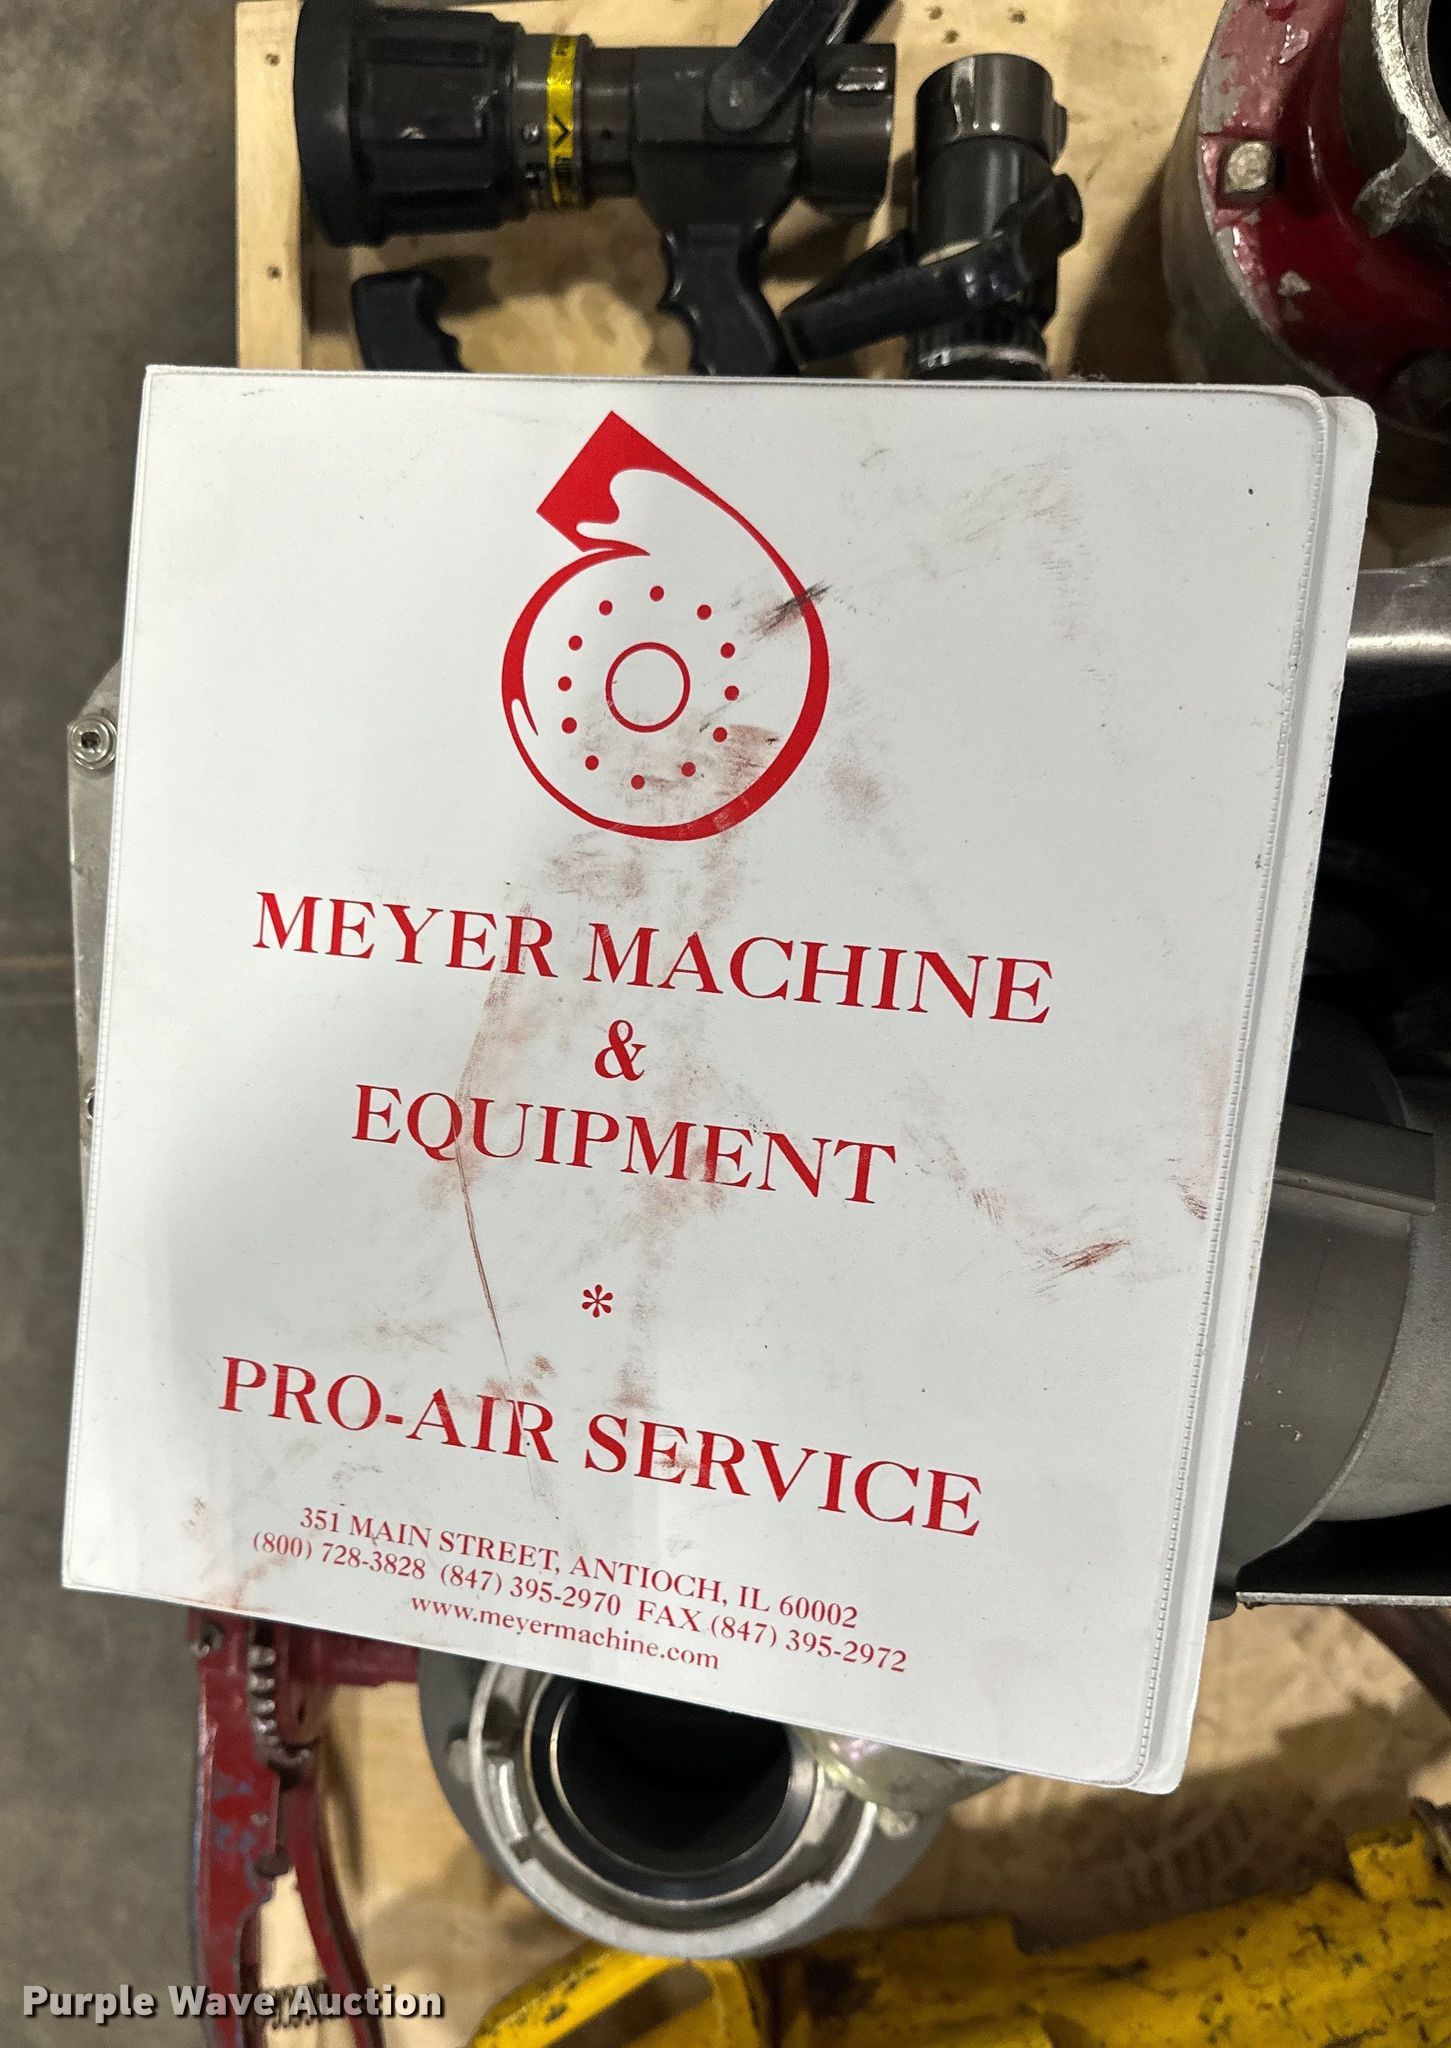 MEYER MACHINE
&
EQUIPMENT
*
PRO-AIR SERVICE
351 MAIN STREET, ANTIOCH, IL 60002
(800) 728-3828 (847) 395-2970 FAX (847) 395-2972
www.meyermachine.com
Purple Wave Auction